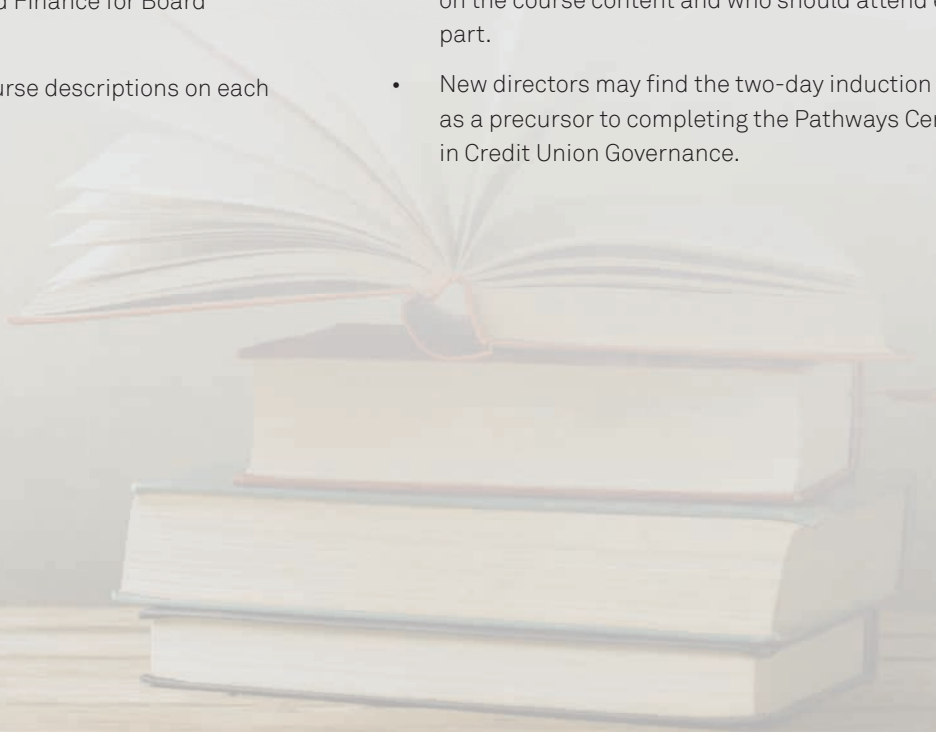 d Finance for Board
urse descriptions on each
on the course content and who should attend e
part.
• New directors may find the two-day induction
as a precursor to completing the Pathways Cer
in Credit Union Governance.